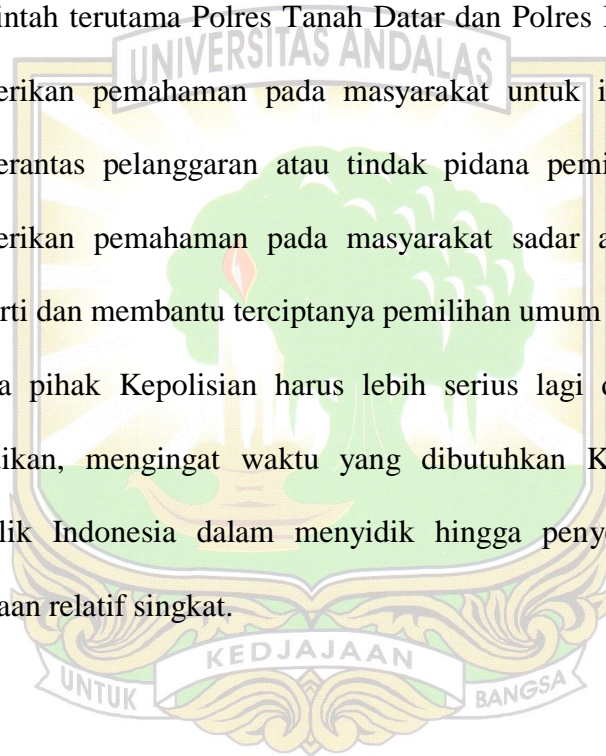 intah terutama Polres Tanah Datar dan Polres
UNIVERSITAS ANDALAS
erikan pemahaman pada masyarakat untuk i
erantas pelanggaran atau tindak pidana pemi
erikan pemahaman pada masyarakat sadar a
rti dan membantu terciptanya pemilihan umum
a pihak Kepolisian harus lebih serius lagi
ikan, mengingat waktu yang dibutuhkan K
lik Indonesia dalam menyidik hingga penye
aan relatif singkat.
KEDJAJAAN
UNTUK
BANGSA